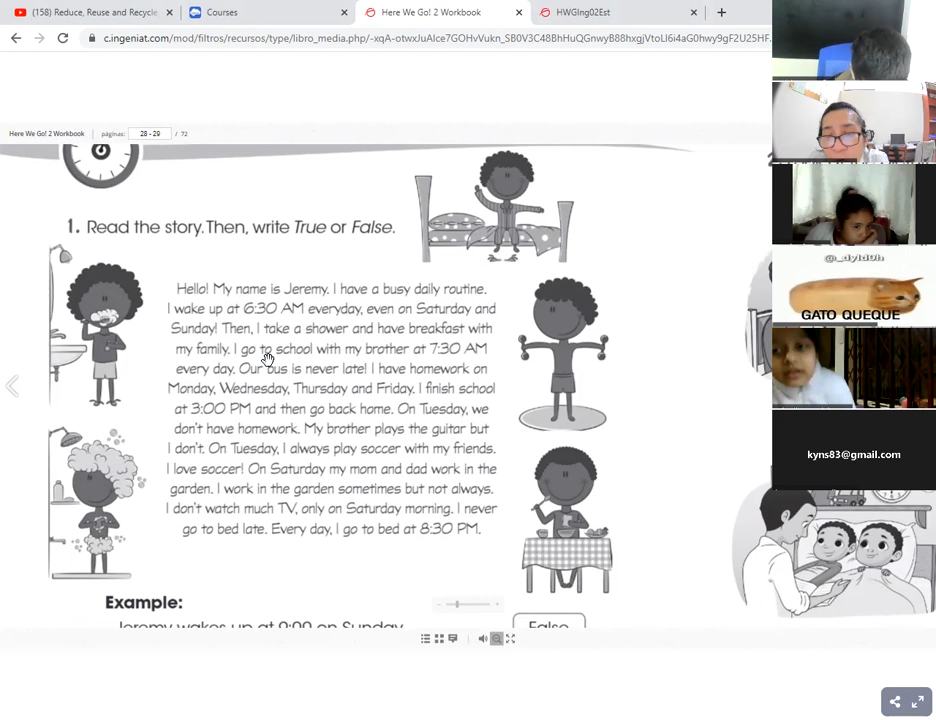 (158) Reduce, Reuse and Recycle
Courses
Here We Go! 2 Workbook
HWGIng02Est
c.ingeniat.com/mod/filtros/recursos/type/libro_media.php/-xqA-otwxJuAIce7GOHvVukn_SB0V3C48BhHuQGnwyB88hxgjVtoLl6i4aG0hwy9gF2U25HF
Here We Go! 2 Workbook
páginas:
28 - 29
/ 72
1. Read the story. Then, write True or False.
Hello! My name is Jeremy. I have a busy daily routine.
I wake up at 6:30 AM everyday, even on Saturday and
Sunday! Then, I take a shower and have breakfast with
my family. I go to school with my brother at 7:30 AM
every day. Our bus is never late! I have homework on
Monday, Wednesday, Thursday and Friday. I finish school
at 3:00 PM and then go back home. On Tuesday, we
don't have homework. My brother plays the guitar but
I don't. On Tuesday, I always play soccer with my friends.
I love soccer! On Saturday my mom and dad work in the
garden. I work in the garden sometimes but not always.
I don't watch much TV, only on Saturday morning. I never
go to bed late. Every day, I go to bed at 8:30 PM.
Example:
Jeremy wakes up at 9:00 on Sunday.
False
@_dyld0h
GATO QUEQUE
kyns83@gmail.com